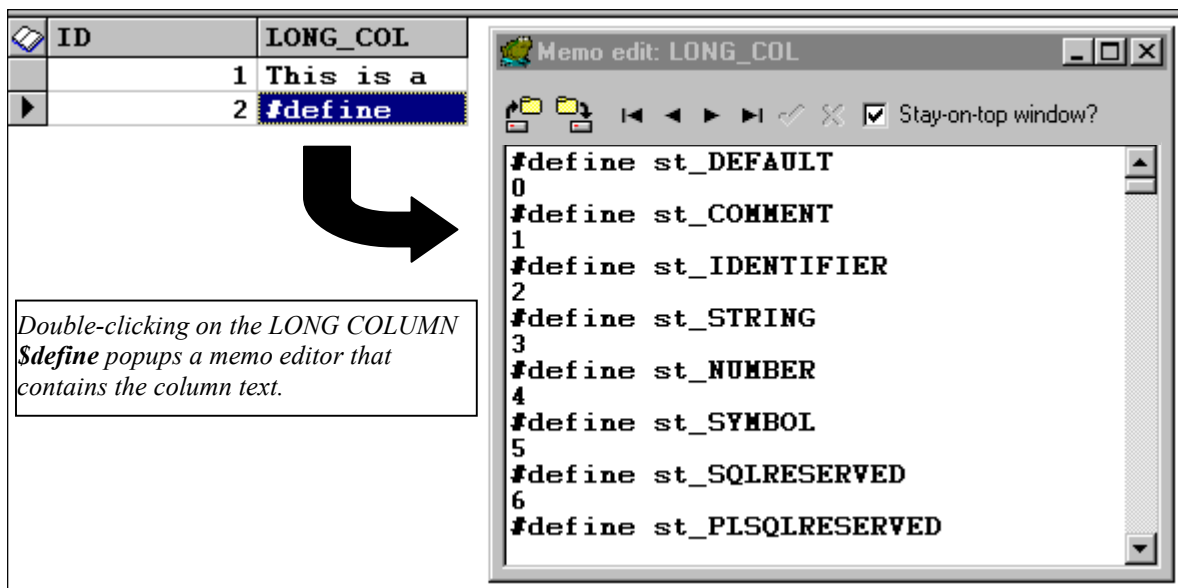 ID LONG_COL
1 This is a
2 #define
Double-clicking on the LONG COLUMN
$define popups a memo editor that
contains the column text.
Memo edit: LONG_COL
Stay-on-top window?
#define st_DEFAULT
0
#define st_COMMENT
1
#define st_IDENTIFIER
2
#define st_STRING
3
#define st_NUMBER
4
#define st_SYMBOL
5
#define st_SQLRESERVED
6
#define st_PLSQLRESERVED